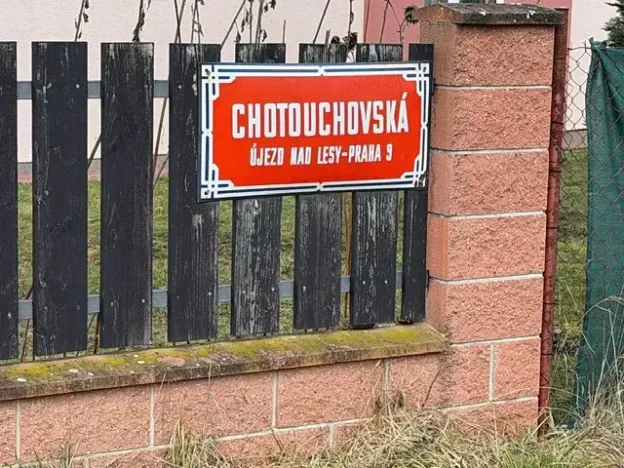 CHOTOUCHOVSKÁ
ÚJEZD NAD LESY-PRAHA 9